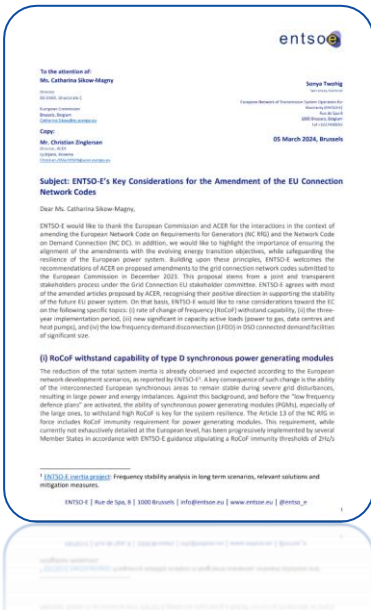 entsoe
To the attention of:
Ms. Catharina Sikow-Magny
Director
European Commission
Brussels, Belgium
Copy:
Mr. Christian Zinglersen
Director, ACER
Ljubljana, Slovenia
Sonya Twohig
Secretary-General
European Network of Transmission System Operators for
Electricity (ENTSO-E)
Rue de Spa 8
1000 Brussels, Belgium
05 March 2024, Brussels
Subject: ENTSO-E's Key Considerations for the Amendment of the EU Connection
Network Codes
Dear Ms. Catharina Sikow-Magny,
ENTSO-E would like to thank the European Commission and ACER for the interactions in the context of
amending the European Network Code on Requirements for Generators (NC RfG) and the Network Code
on Demand Connection (NC DC). In addition, we would like to highlight the importance of ensuring the
alignment of the amendments with the evolving energy transition objectives, while safeguarding the
resilience of the European power system. Building upon these principles, ENTSO-E welcomes the
recommendations of ACER on proposed amendments to the grid connection network codes submitted to
the European Commission in December 2023. This proposal stems from a joint and transparent
stakeholders process under the Grid Connection EU stakeholder committee. ENTSO-E agrees with most
of the amended articles proposed by ACER, recognising their positive direction in supporting the stability
of the future EU power system. On that basis, ENTSO-E would like to raise considerations toward the EC
on the following specific topics: (i) rate of change of frequency (RoCoF) withstand capability, (ii) the three-
year implementation period, (iii) new significant in capacity active loads (power to gas, data centres and
heat pumps), and (iv) the low frequency demand disconnection (LFDD) in DSO connected demand facilities
of significant size.
(i) RoCoF withstand capability of type D synchronous power generating modules
The reduction of the total system inertia is already observed and expected according to the European
network development scenarios, as reported by ENTSO-E¹. A key consequence of such change is the ability
of the interconnected European synchronous areas to remain stable during severe grid disturbances,
resulting in large power and energy imbalances. Against this background, and before the "low frequency
defence plans" are activated, the ability of synchronous power generating modules (PGMs), especially of
the large ones, to withstand high RoCoF is key for the system resilience. The Article 13 of the NC RfG in
force includes RoCoF immunity requirement for power generating modules. This requirement, while
currently not exhaustively detailed at the European level, has been progressively implemented by several
Member States in accordance with ENTSO-E guidance stipulating a RoCoF immunity thresholds of 2Hz/s
¹ ENTSO-E inertia project: Frequency stability analysis in long term scenarios, relevant solutions and
mitigation measures.
ENTSO-E | Rue de Spa, 8 | 1000 Brussels | info@entsoe.eu | www.entsoe.eu | @entso_e
1